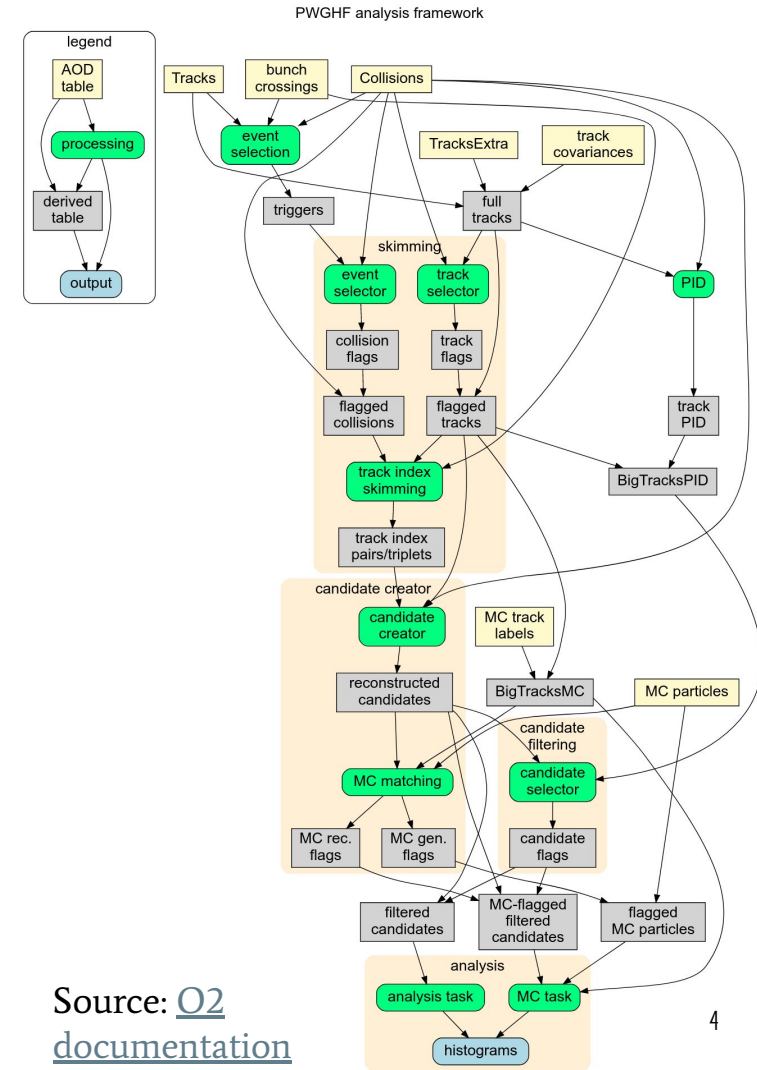 PWGHF analysis framework
legend
AOD
table
processing
derived
table
output
Tracks
bunch
crossings
Collisions
event
selection
TracksExtra
track
covariances
triggers
full
tracks
skimming
event
selector
track
selector
PID
collision
flags
track
flags
flagged
collisions
flagged
tracks
track
PID
track index
skimming
BigTracksPID
track index
pairs/triplets
candidate creator
candidate
creator
MC track
labels
reconstructed
candidates
BigTracksMC
MC particles
candidate
filtering
MC matching
candidate
selector
MC rec.
flags
MC gen.
flags
candidate
flags
filtered
candidates
MC-flagged
filtered
candidates
flagged
MC particles
analysis
analysis task
MC task
histograms
Source: O2
documentation
4